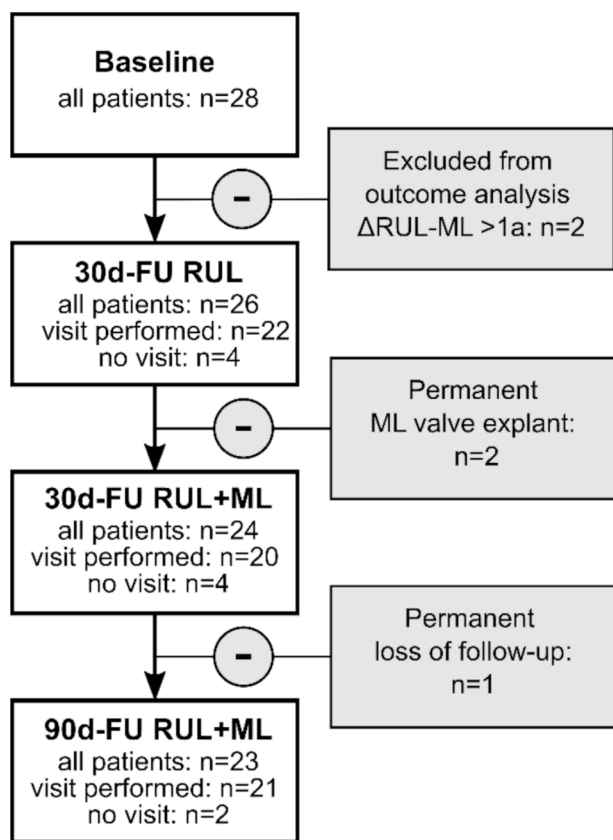 Baseline
all patients: n=28
-
Excluded from
outcome analysis
ΔRUL-ML >1a: n=2
30d-FU RUL
all patients: n=26
visit performed: n=22
no visit: n=4
-
Permanent
ML valve explant:
n=2
30d-FU RUL+ML
all patients: n=24
visit performed: n=20
no visit: n=4
-
Permanent
loss of follow-up:
n=1
90d-FU RUL+ML
all patients: n=23
visit performed: n=21
no visit: n=2